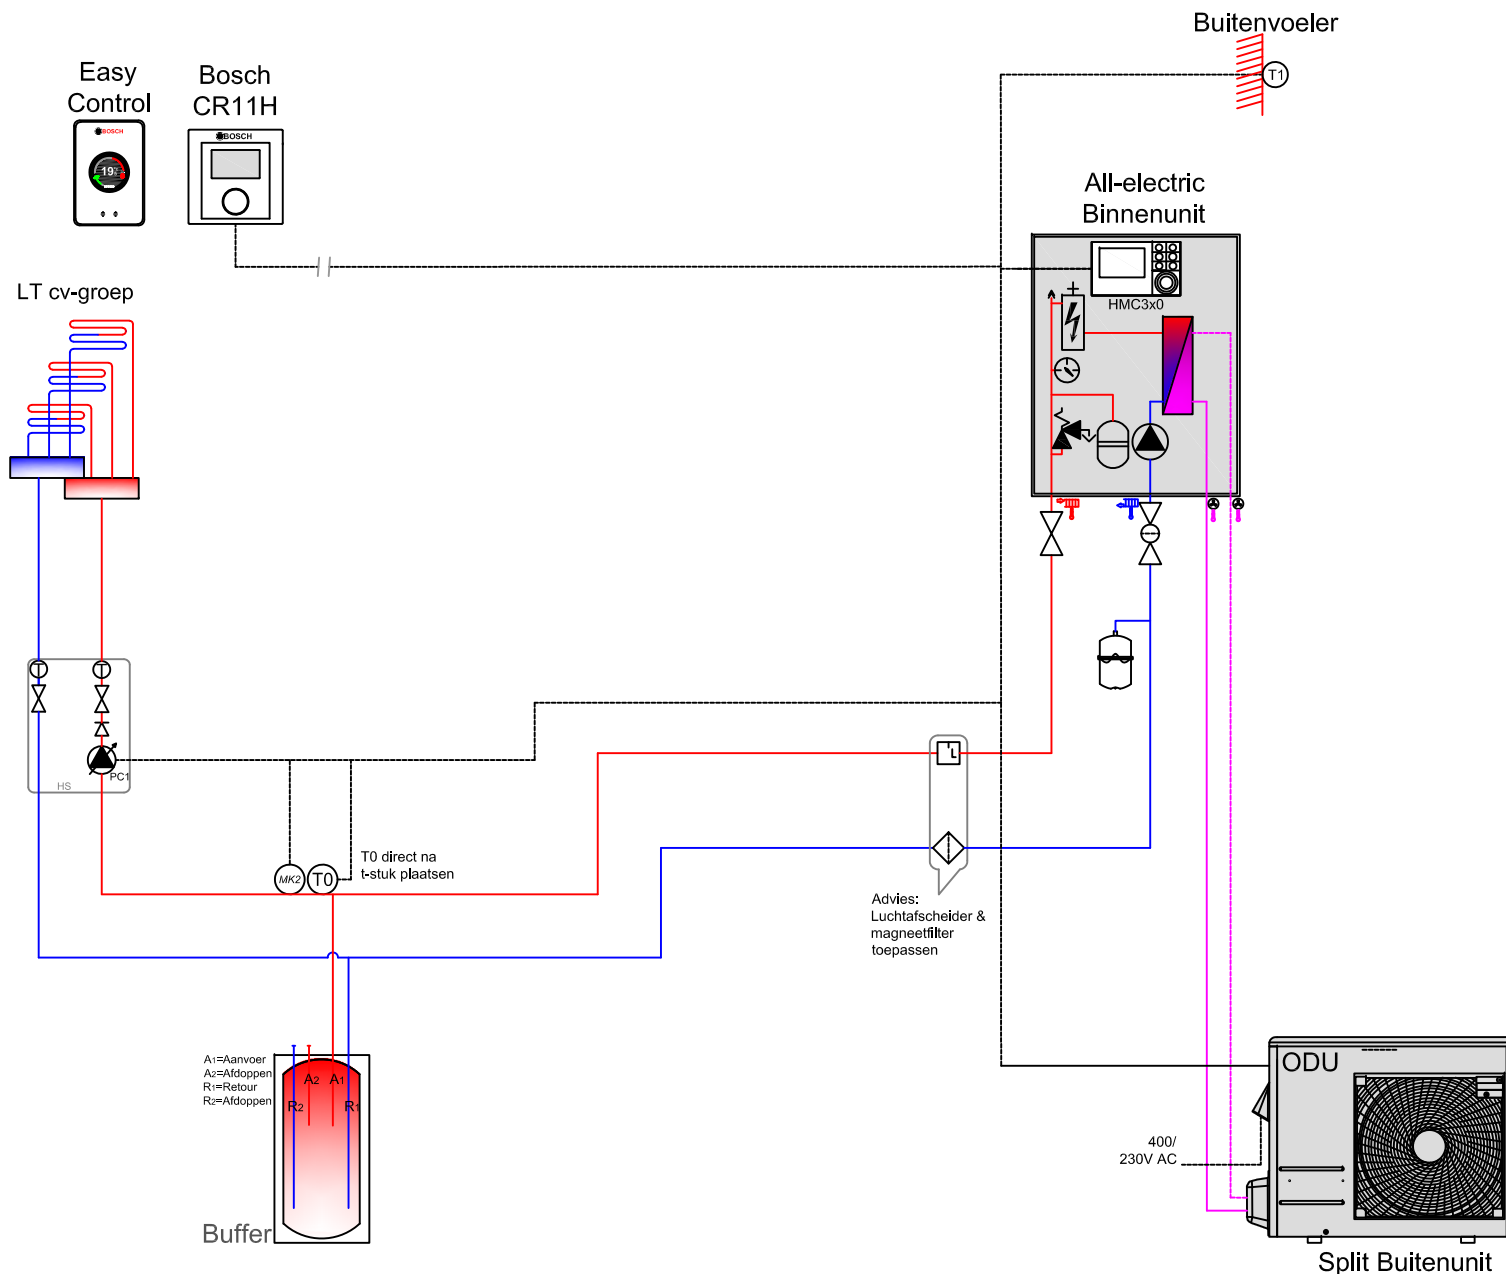 Buitenvoeler
T1
Easy
Control
BOSCH
19
Bosch
CR11H
BOSCH
All-electric
Binnenunit
HMC3x0
LT cv-groep
T
T
PC1
HS
MK2
T0
T0 direct na
t-stuk plaatsen
L
Advies:
Luchtafscheider &
magneetfilter
toepassen
A1=Aanvoer
A2=Afdoppen
R1=Retour
R2=Afdoppen
A2
A1
R2
R1
Buffer
ODU
400/
230V AC
Split Buitenunit